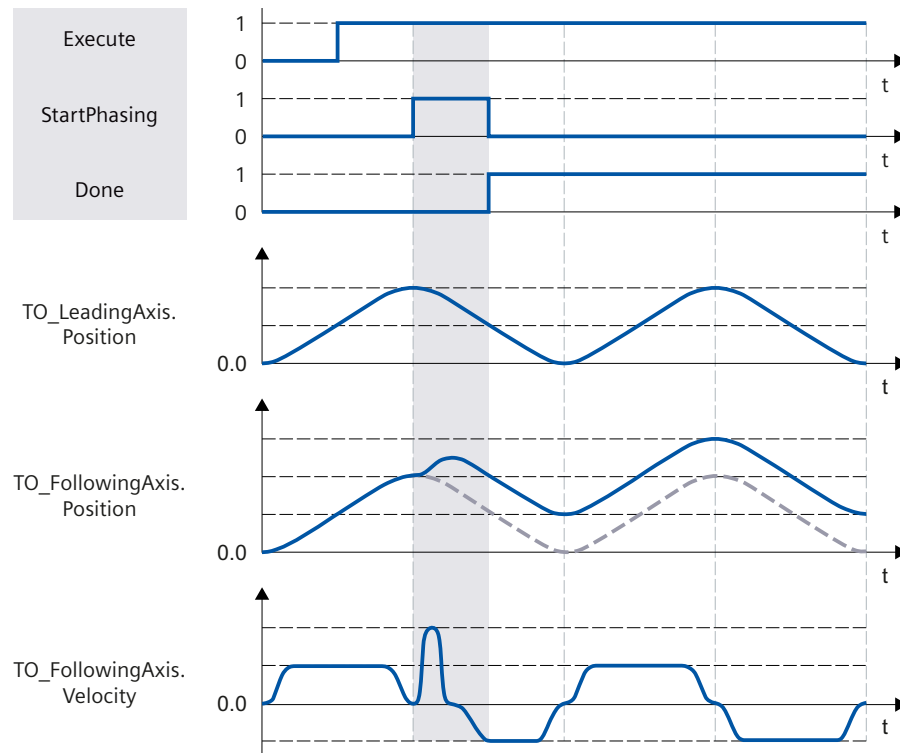 Execute
1
0
t
StartPhasing
1
0
t
Done
1
0
t
TO_LeadingAxis.
Position
0.0
t
TO_FollowingAxis.
Position
0.0
t
TO_FollowingAxis.
Velocity
0.0